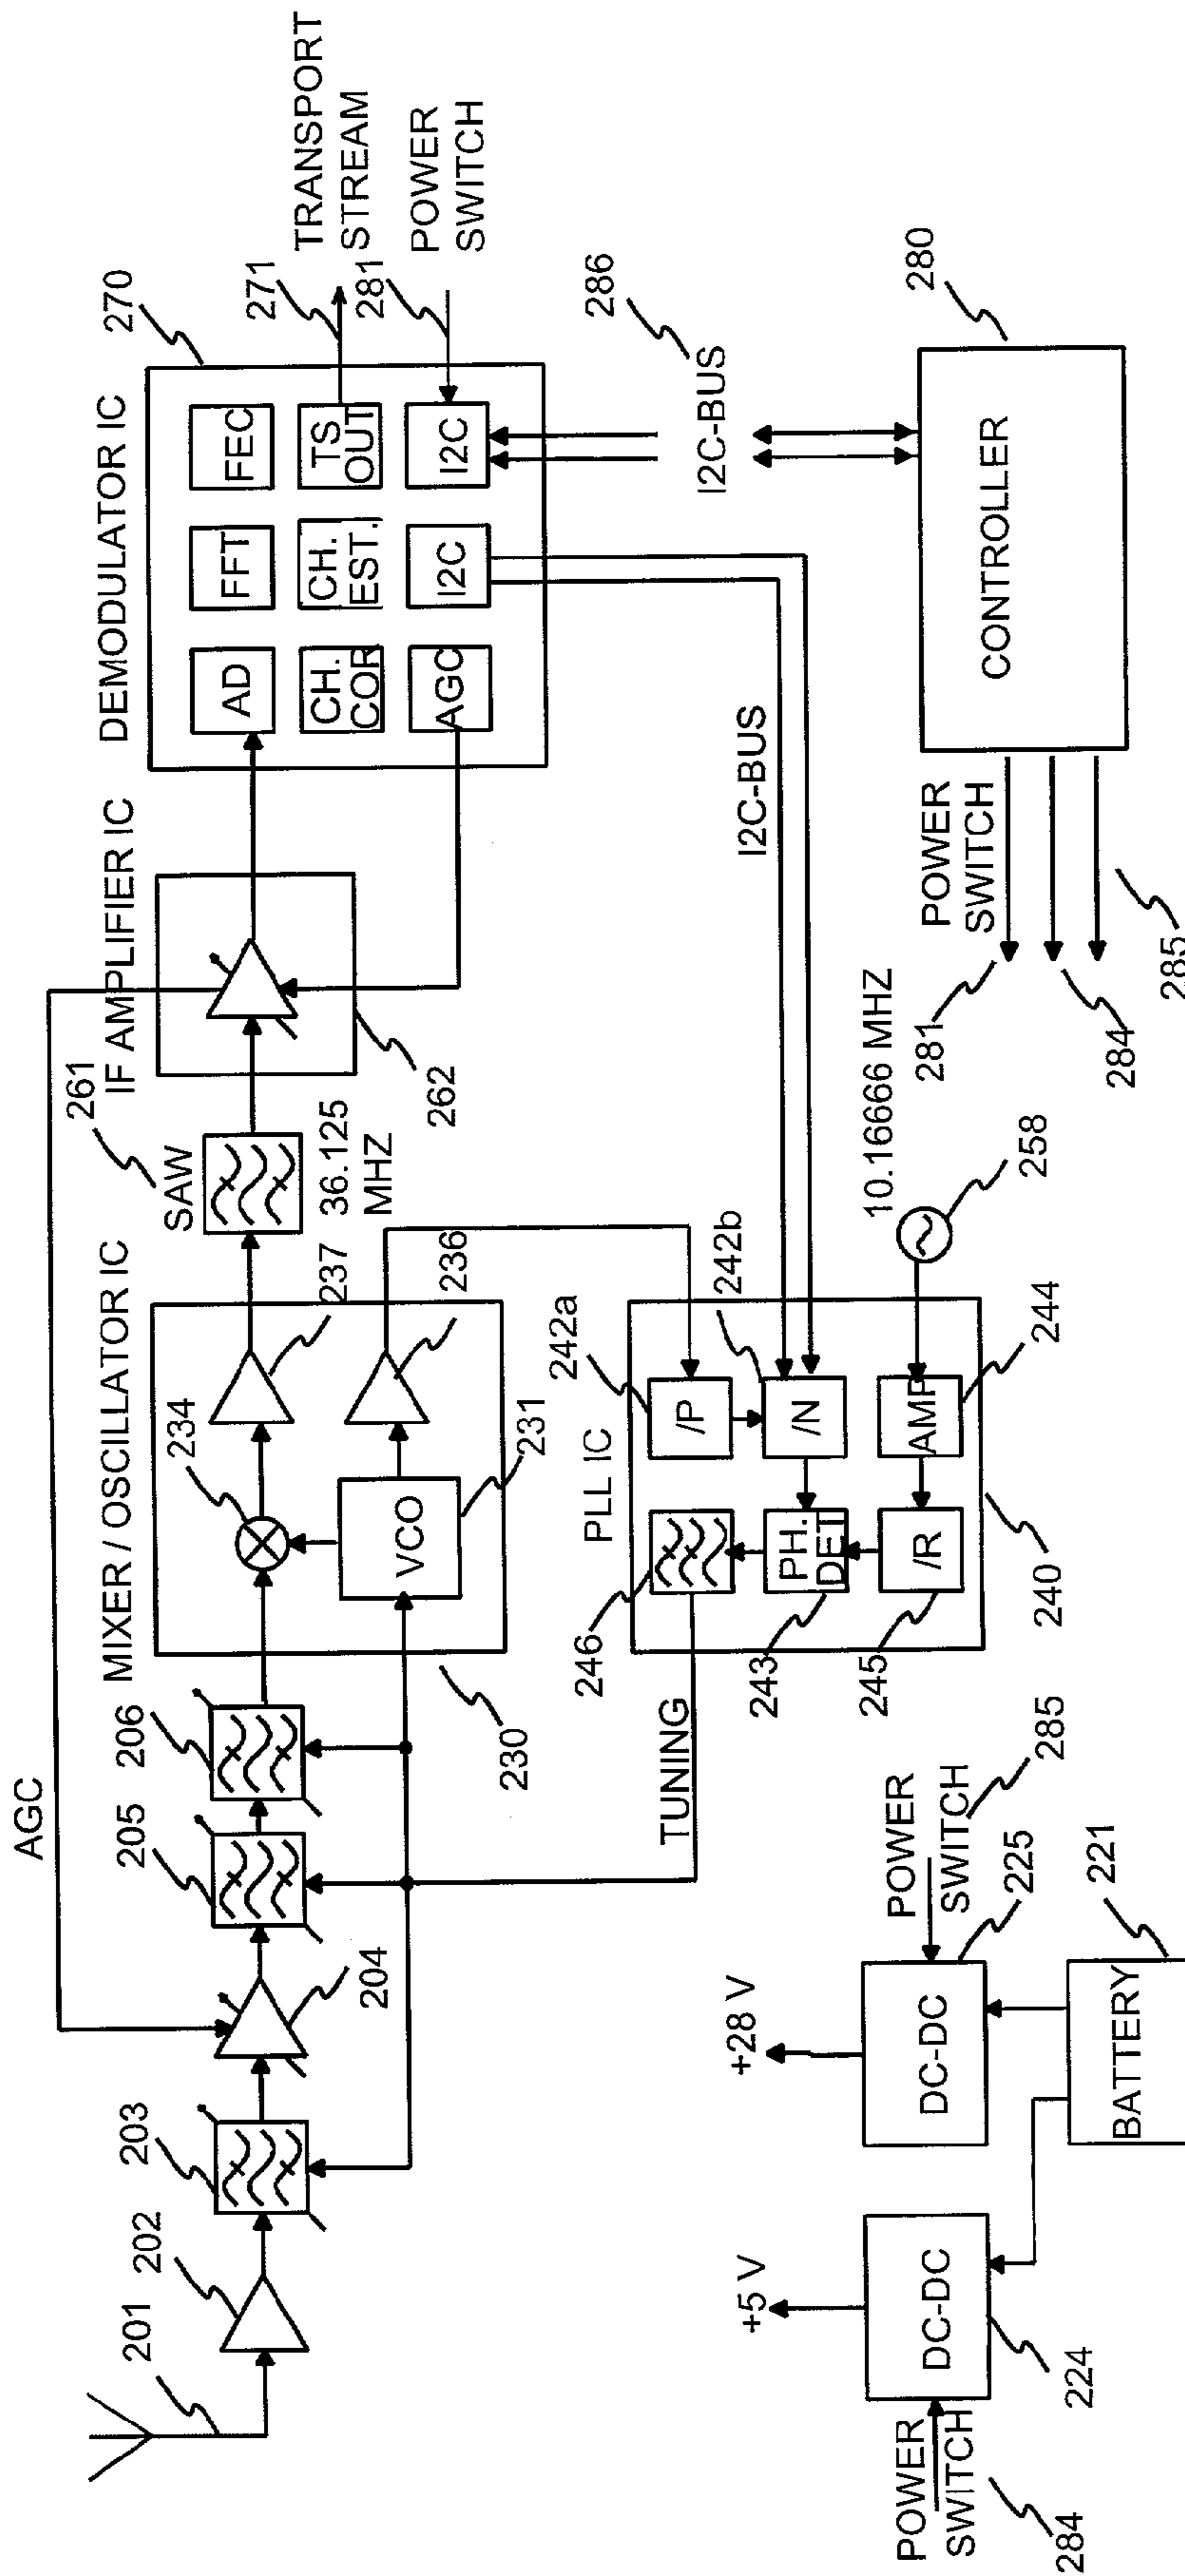 AGC
201
202
203
204
205
206
MIXER / OSCILLATOR IC
234
237
236
VCO
231
230
SAW
261
36.125
MHZ
IF AMPLIFIER IC
262
DEMODULATOR IC
270
AD
FFT
FEC
CH.
COR
CH.
EST.
TS
OUT
AGC
I2C
I2C
271
TRANSPORT
STREAM
281
POWER
SWITCH
286
I2C-BUS
I2C-BUS
TUNING
PLL IC
246
242a
/P
242b
/N
PH.
DET
243
/R
245
AMP
244
240
10.16666 MHZ
258
CONTROLLER
280
POWER
SWITCH
281
284
285
+5 V
DC-DC
224
POWER
SWITCH
284
+28 V
DC-DC
225
POWER
SWITCH
285
BATTERY
221